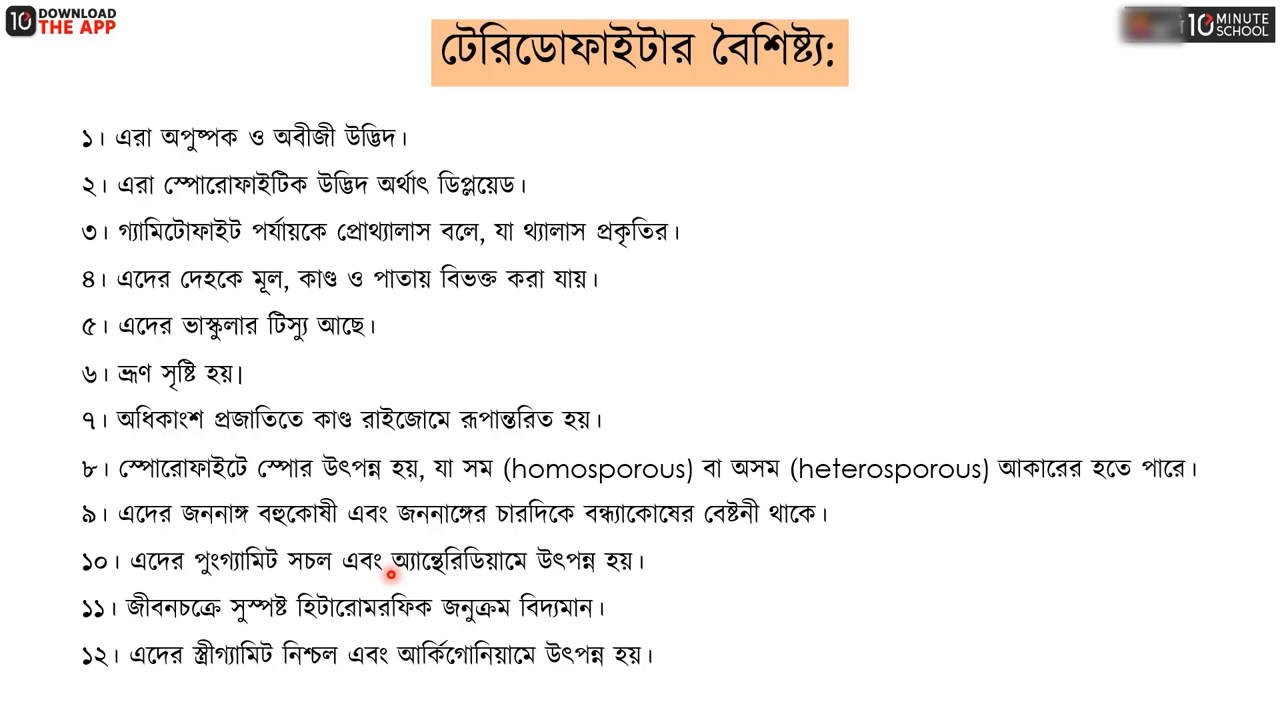 10 DOWNLOAD THE APP
10 MINUTE SCHOOL
টেরিডোফাইটার বৈশিষ্ট্য:
১। এরা অপুষ্পক ও অবীজী উদ্ভিদ।
২। এরা স্পোরোফাইটিক উদ্ভিদ অর্থাৎ ডিপ্লয়েড।
৩। গ্যামিটোফাইট পর্যায়কে প্রোথ্যালাস বলে, যা থ্যালাস প্রকৃতির।
৪। এদের দেহকে মূল, কাণ্ড ও পাতায় বিভক্ত করা যায়।
৫। এদের ভাস্কুলার টিস্যু আছে।
৬। ভ্রূণ সৃষ্টি হয়।
৭। অধিকাংশ প্রজাতিতে কাণ্ড রাইজোমে রূপান্তরিত হয়।
৮। স্পোরোফাইটে স্পোর উৎপন্ন হয়, যা সম (homosporous) বা অসম (heterosporous) আকারের হতে পারে।
৯। এদের জননাঙ্গ বহুকোষী এবং জননাঙ্গের চারদিকে বন্ধ্যাকোষের বেষ্টনী থাকে।
১০। এদের পুংগ্যামিট সচল এবং অ্যান্থেরিডিয়ামে উৎপন্ন হয়।
১১। জীবনচক্রে সুস্পষ্ট হিটারোমরফিক জনুক্রম বিদ্যমান।
১২। এদের স্ত্রীগ্যামিট নিশ্চল এবং আর্কিগোনিয়ামে উৎপন্ন হয়।